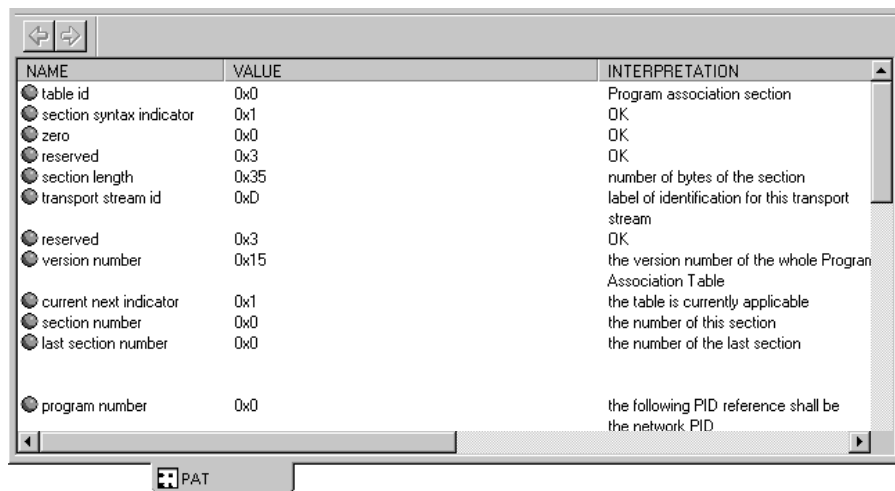 NAME VALUE INTERPRETATION
table id 0x0 Program association section
section syntax indicator 0x1 OK
zero 0x0 OK
reserved 0x3 OK
section length 0x35 number of bytes of the section
transport stream id 0xD label of identification for this transport
stream
reserved 0x3 OK
version number 0x15 the version number of the whole Program
Association Table
current next indicator 0x1 the table is currently applicable
section number 0x0 the number of this section
last section number 0x0 the number of the last section
program number 0x0 the following PID reference shall be
the network PID
PAT